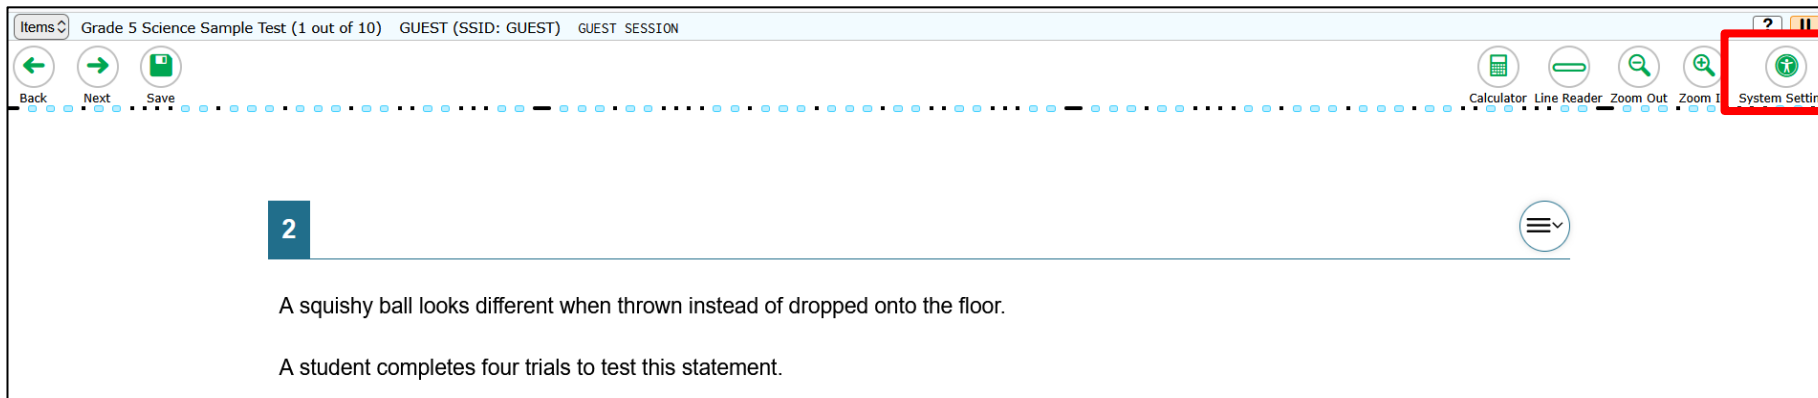 Items Grade 5 Science Sample Test (1 out of 10) GUEST (SSID: GUEST) GUEST SESSION ?
Back Next Save Calculator Line Reader Zoom Out Zoom System
2
A squishy ball looks different when thrown instead of dropped onto the floor.
A student completes four trials to test this statement.